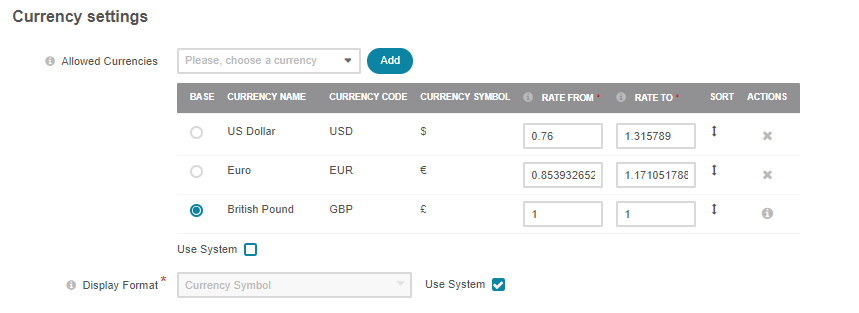 Currency settings
Allowed Currencies Please, choose a currency Add
BASE CURRENCY NAME CURRENCY CODE CURRENCY SYMBOL RATE FROM * RATE TO * SORT ACTIONS
US Dollar USD $ 0.76 1.315789
Euro EUR € 0.853932652 1.171051788
British Pound GBP £ 1 1
Use System
Display Format * Currency Symbol Use System